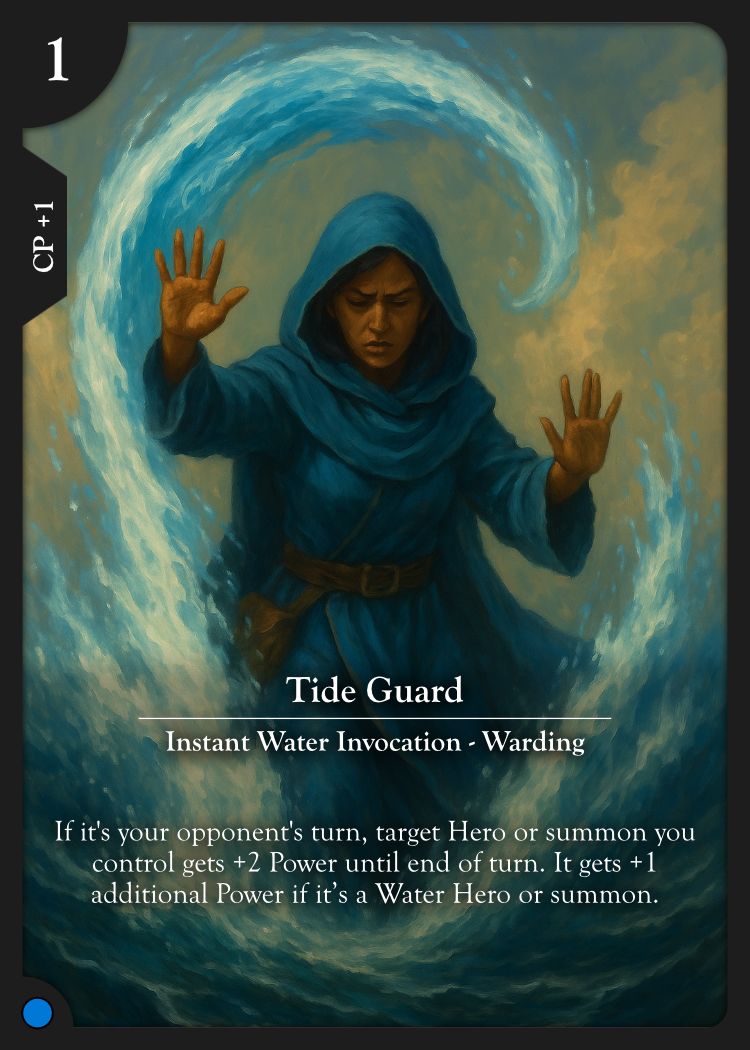 1
CP +1
Tide Guard
Instant Water Invocation - Warding
If it's your opponent's turn, target Hero or summon you
control gets +2 Power until end of turn. It gets +1
additional Power if it’s a Water Hero or summon.